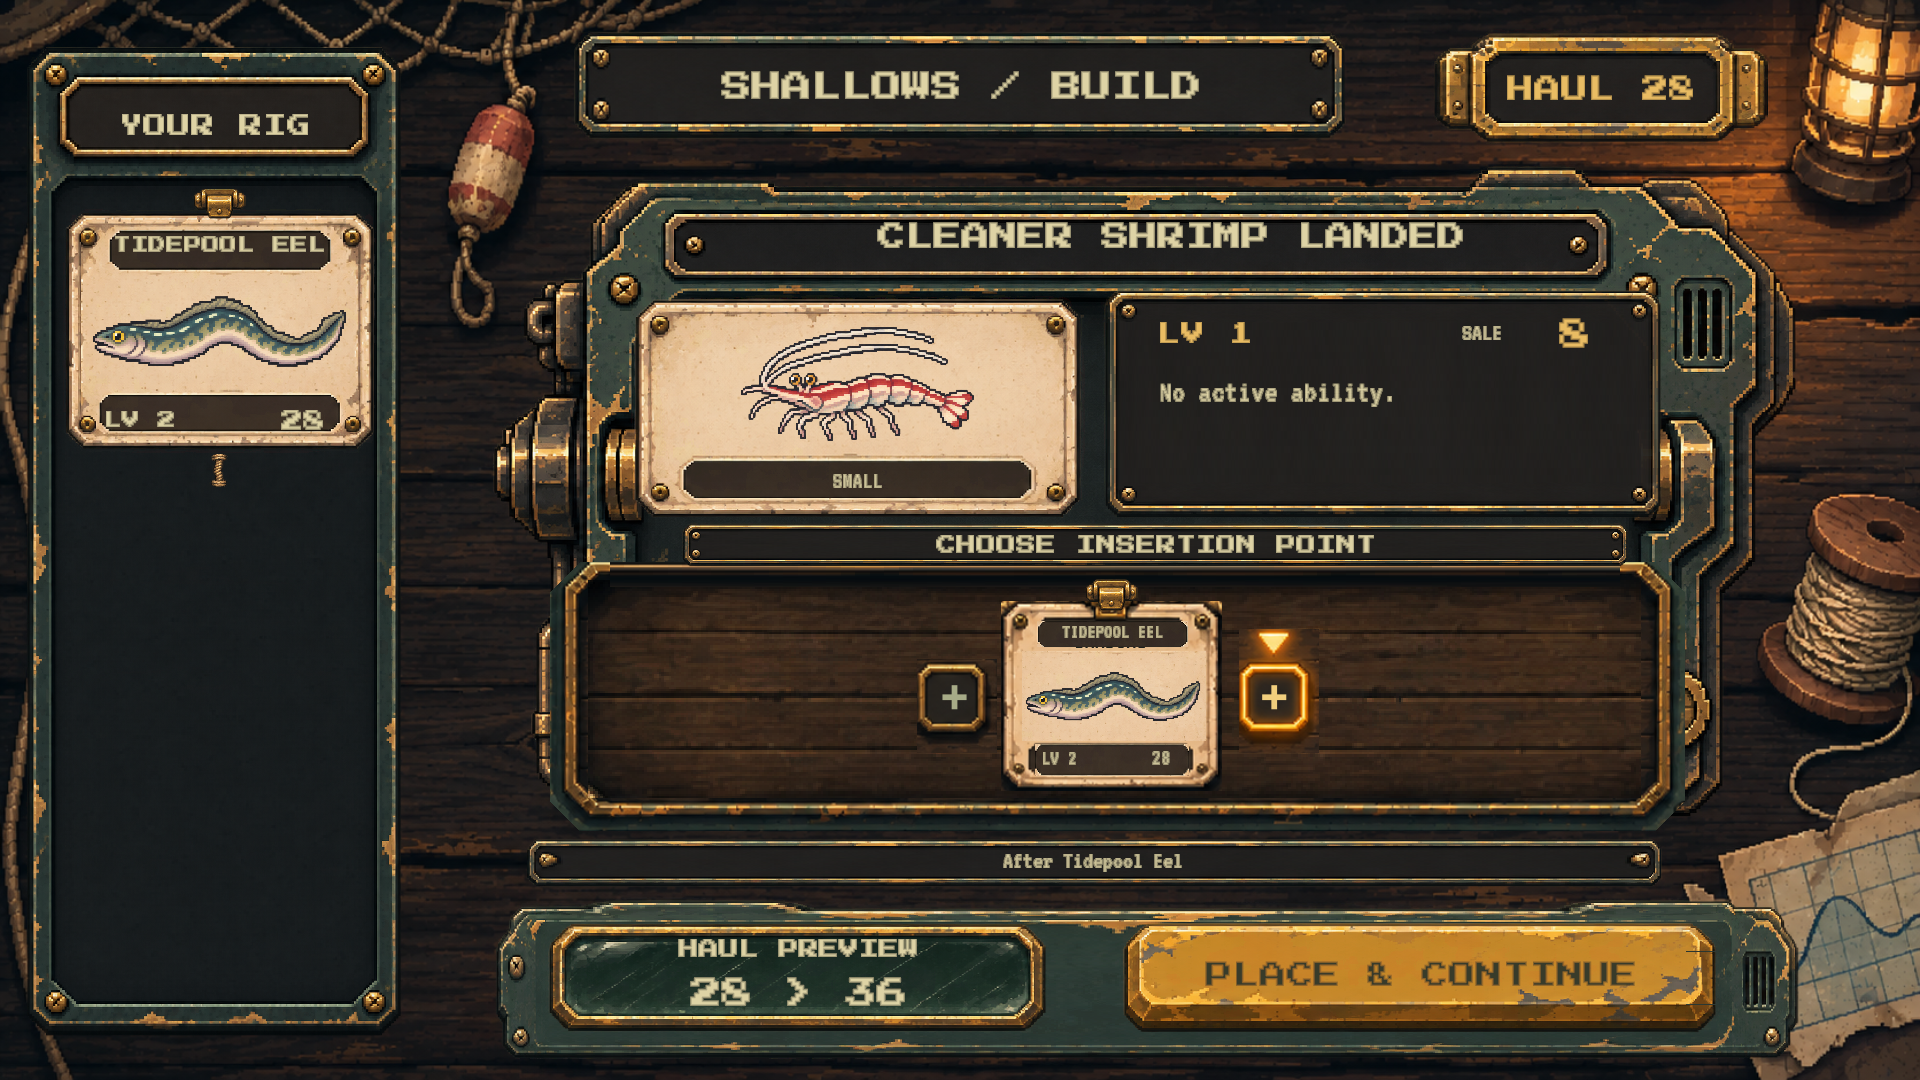 YOUR RIG
TIDEPOOL EEL
LV 2 28
SHALLOWS / BUILD
HAUL 28
CLEANER SHRIMP LANDED
SMALL
LV 1 SALE 8
No active ability.
CHOOSE INSERTION POINT
+
TIDEPOOL EEL
LV 2 28
+
After Tidepool Eel
HAUL PREVIEW
28 > 36
PLACE & CONTINUE